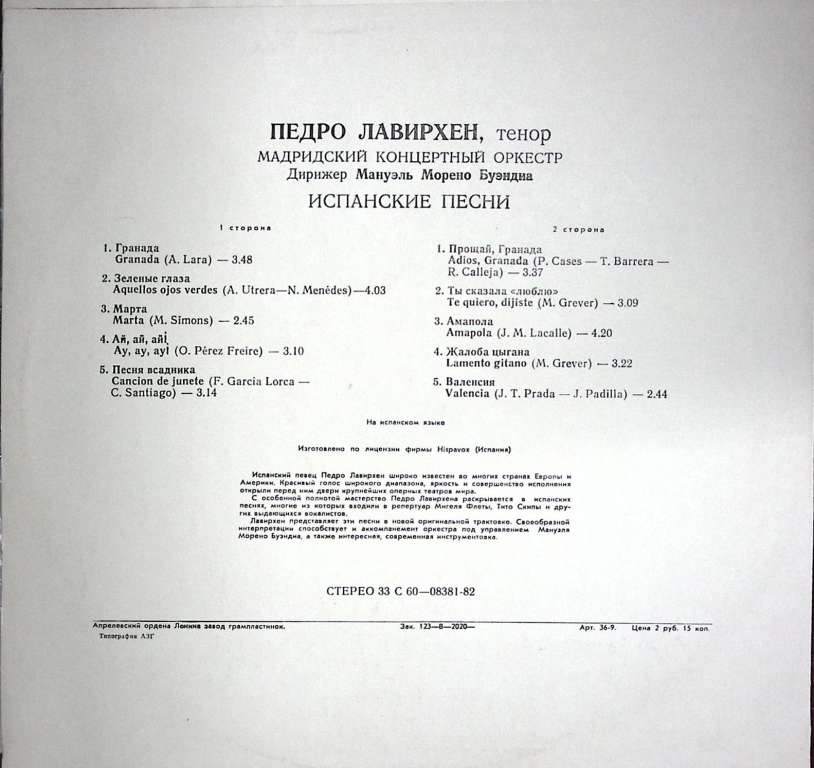 ПЕДРО ЛАВИРХЕН, тенор
МАДРИДСКИЙ КОНЦЕРТНЫЙ ОРКЕСТР
Дирижер Мануэль Морено Буэндиа
ИСПАНСКИЕ ПЕСНИ
1 сторона
1. Гранада
Granada (A. Lara) — 3.48
2. Зеленые глаза
Aquellos ojos verdes (A. Utrera—N. Menédes)—4.03
3. Марта
Marta (M. Simons) — 2.45
4. Ай, ай, ай!
Ay, ay, ay! (O. Pérez Freire) — 3.10
5. Песня всадника
Cancion de junete (F. Garcia Lorca —
C. Santiago) — 3.14
2 сторона
1. Прощай, Гранада
Adios, Granada (P. Cases — T. Barrera —
R. Calleja) — 3.37
2. Ты сказала «люблю»
Te quiero, dijiste (M. Grever) — 3.09
3. Амапола
Amapola (J. M. Lacalle) — 4.20
4. Жалоба цыгана
Lamento gitano (M. Grever) — 3.22
5. Валенсия
Valencia (J. T. Prada — J. Padilla) — 2.44
На испанском языке
Изготовлено по лицензии фирмы Hispavox (Испания)
Испанский певец Педро Лавирхен широко известен во многих странах Европы и
Америки. Красивый голос широкого диапазона, яркость и совершенство исполнения
открыли перед ним двери крупнейших оперных театров мира.
С особенной полнотой мастерство Педро Лавирхена раскрывается в испанских
песнях, многие из которых входили в репертуар Мигеля Флеты, Тито Скипы и дру-
гих выдающихся вокалистов.
Лавирхен представляет эти песни в новой оригинальной трактовке. Своеобразной
интерпретации способствует и аккомпанемент оркестра под управлением Мануэля
Морено Буэндиа, а также интересная, современная инструментовка.
СТЕРЕО 33 С 60—08381-82
Апрелевский ордена Ленина завод грампластинок.
Зак. 123—В—2020—
Арт. 36-9. Цена 2 руб. 15 коп.
Типография АЗГ